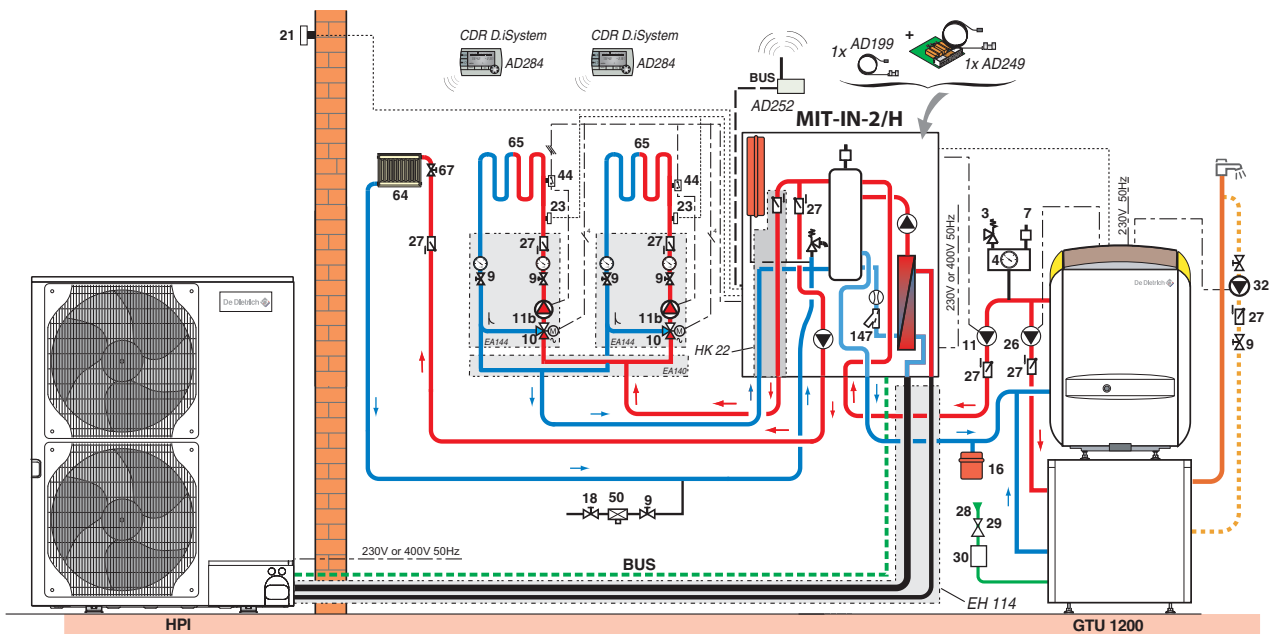 21
CDR D.iSystem
AD284
CDR D.iSystem
AD284
BUS
AD252
1x AD199
+
1x AD249
MIT-IN-2/H
65
65
67
64
44
44
23
23
27
27
27
27
9
9
9
9
11b
11b
10
10
M
M
4
4
EA144
EA144
EA140
HK 22
147
230V or 400V 50Hz
230V 50Hz
3
7
4
11
26
27
27
De Dietrich
De Dietrich
32
27
9
16
18
50
9
28
29
30
230V or 400V 50Hz
BUS
EH 114
HPI
GTU 1200